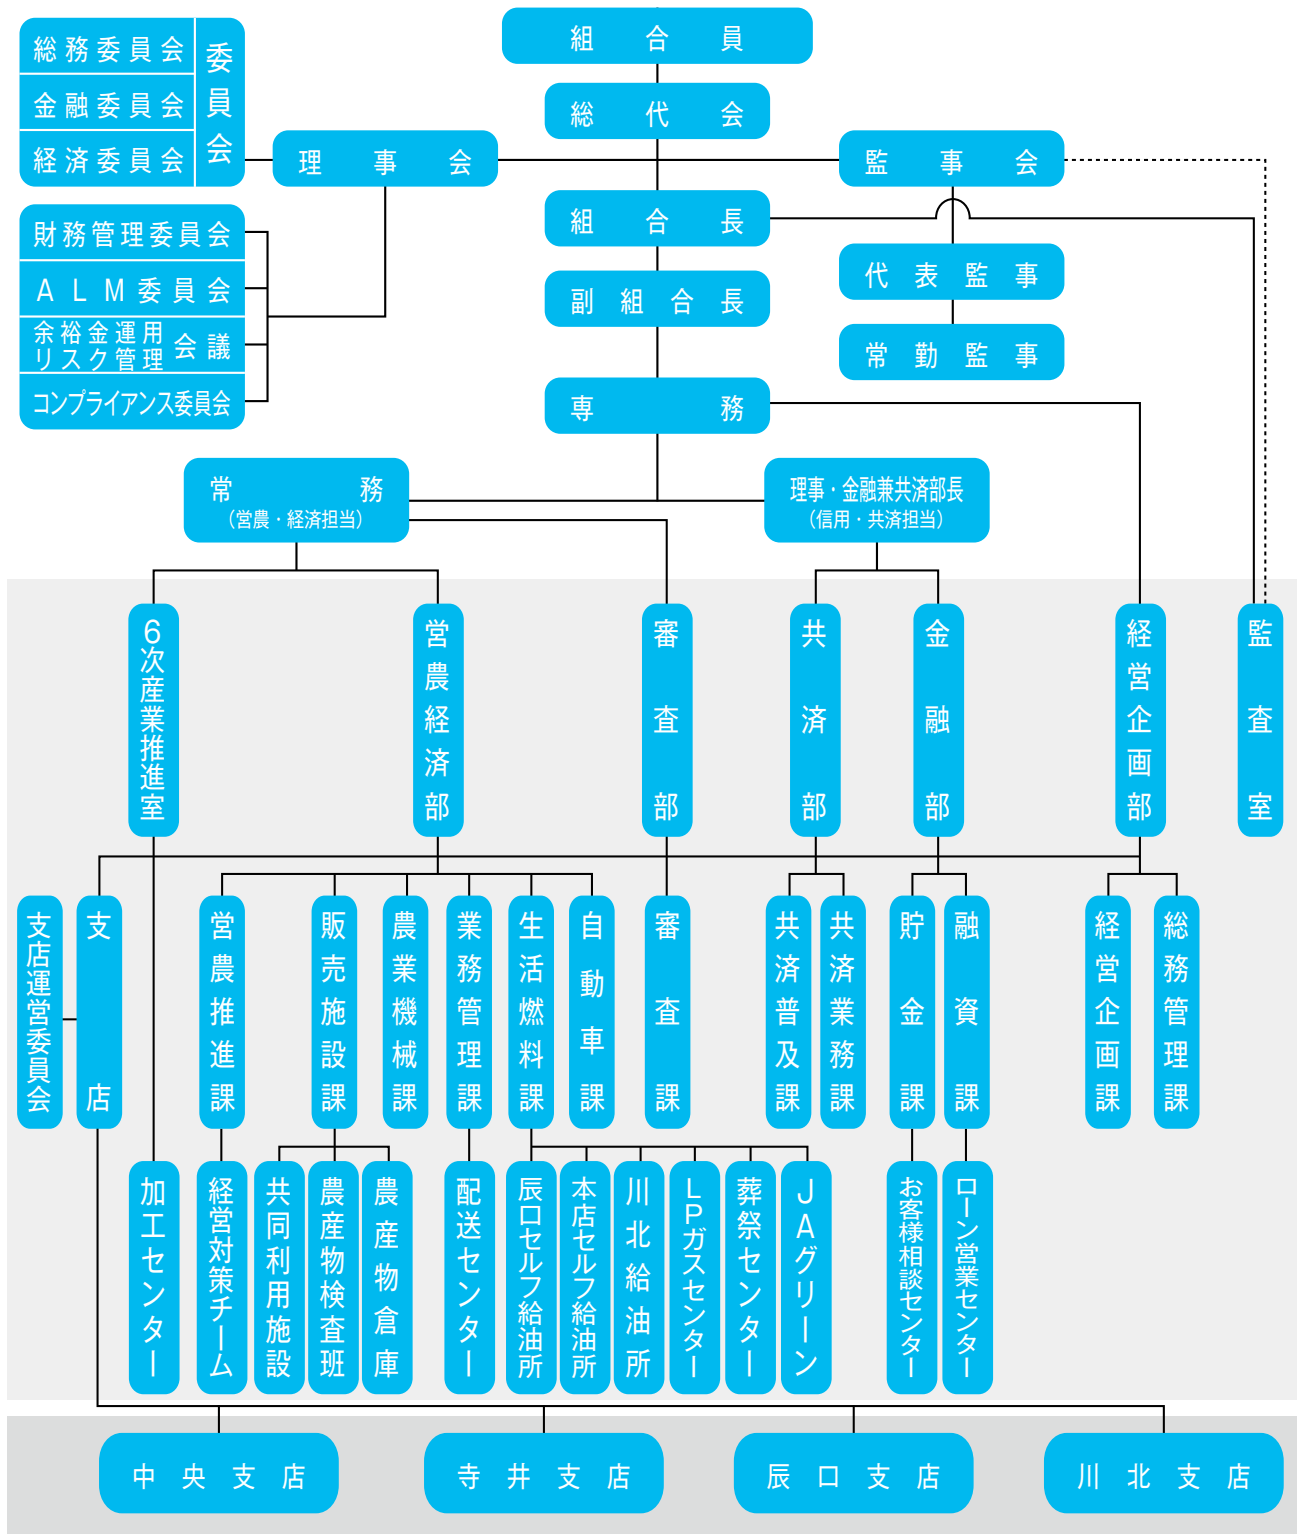 組合員
総代会
総務委員会
金融委員会
経済委員会
委員会
理事会
監事会
財務管理委員会
ALM委員会
余裕金運用
リスク管理
会議
コンプライアンス委員会
組合長
副組合長
代表監事
常勤監事
専務
常務
（営農・経済担当）
理事・金融兼共済部長
（信用・共済担当）
6次産業推進室
営農経済部
審査部
共済部
金融部
経営企画部
監査室
支店運営委員会
支店
営農推進課
販売施設課
農業機械課
業務管理課
生活燃料課
自動車課
審査課
共済普及課
共済業務課
貯金課
融資課
経営企画課
総務管理課
加工センター
経営対策チーム
共同利用施設
農産物検査班
農産物倉庫
配送センター
辰口セルフ給油所
本店セルフ給油所
川北給油所
LPガスセンター
葬祭センター
JAグリーン
お客様相談センター
ローン営業センター
中央支店
寺井支店
辰口支店
川北支店